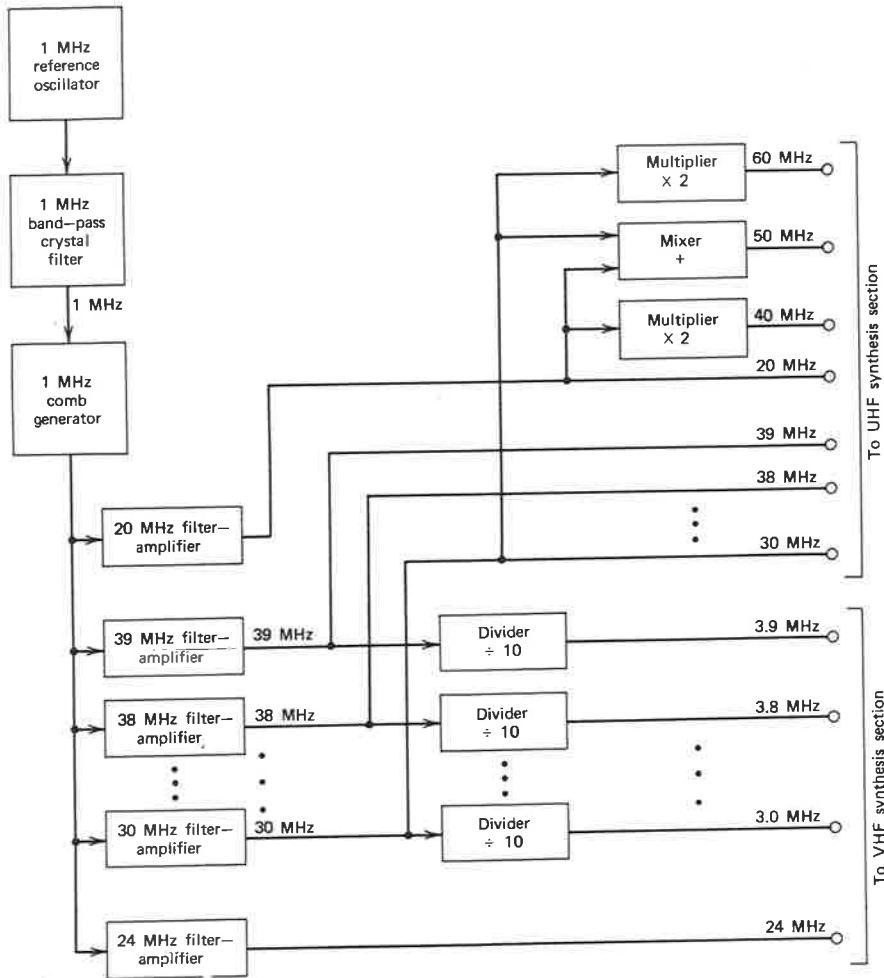 1 MHz
reference
oscillator
1 MHz
band–pass
crystal
filter
1 MHz
1 MHz
comb
generator
Multiplier
X 2
60 MHz
Mixer
+
50 MHz
Multiplier
X 2
40 MHz
20 MHz
39 MHz
38 MHz
30 MHz
To UHF synthesis section
20 MHz filter–
amplifier
39 MHz filter–
amplifier
39 MHz
Divider
÷ 10
3.9 MHz
38 MHz filter–
amplifier
38 MHz
Divider
÷ 10
3.8 MHz
30 MHz filter–
amplifier
30 MHz
Divider
÷ 10
3.0 MHz
24 MHz filter–
amplifier
24 MHz
To VHF synthesis section